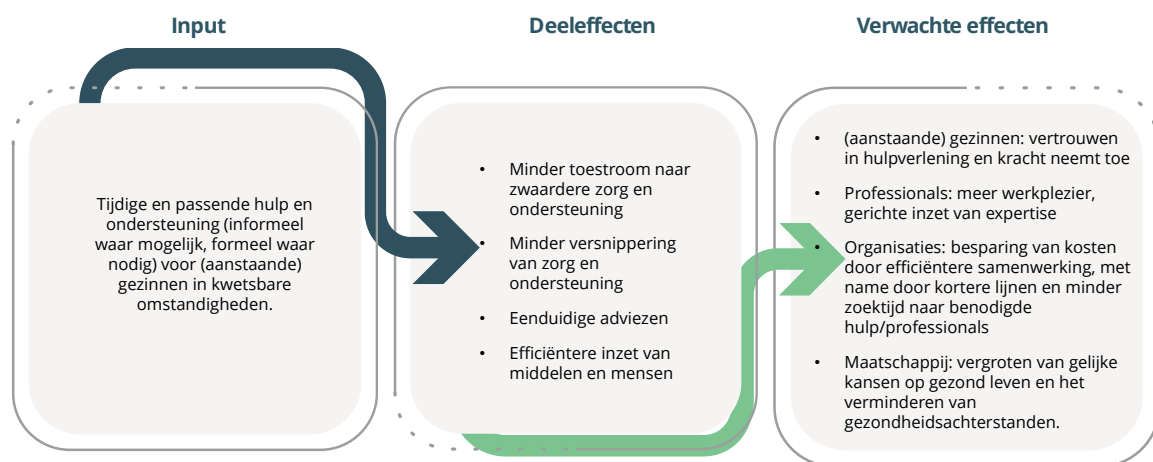 Input
Deeleffecten
Verwachte effecten
Tijdige en passende hulp en
ondersteuning (informeel
waar mogelijk, formeel waar
nodig) voor (aanstaande)
gezinnen in kwetsbare
omstandigheden.
• Minder toestroom naar
zwaardere zorg en
ondersteuning
• Minder versnippering
van zorg en
ondersteuning
• Eenduidige adviezen
• Efficiëntere inzet van
middelen en mensen
• (aanstaande) gezinnen: vertrouwen
in hulpverlening en kracht neemt toe
• Professionals: meer werkplezier,
gerichte inzet van expertise
• Organisaties: besparing van kosten
door efficiëntere samenwerking, met
name door kortere lijnen en minder
zoektijd naar benodigde
hulp/professionals
• Maatschappij: vergroten van gelijke
kansen op gezond leven en het
verminderen van
gezondheidsachterstanden.